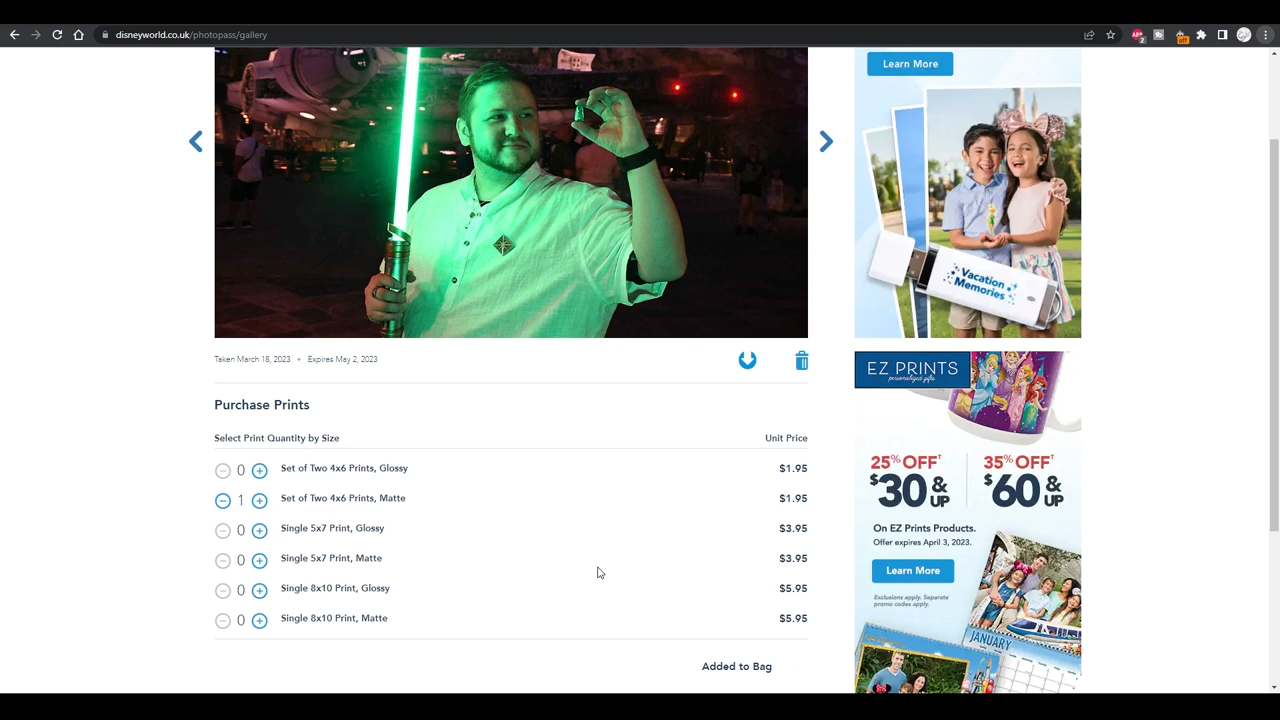 disneyworld.co.uk/photopass/gallery
ABP
2
off
Learn More
Vacation
Memories
Taken March 18, 2023 • Expires May 2, 2023
Purchase Prints
Select Print Quantity by Size
Unit Price
0 Set of Two 4x6 Prints, Glossy $1.95
1 Set of Two 4x6 Prints, Matte $1.95
0 Single 5x7 Print, Glossy $3.95
0 Single 5x7 Print, Matte $3.95
0 Single 8x10 Print, Glossy $5.95
0 Single 8x10 Print, Matte $5.95
Added to Bag
EZ PRINTS
personalized gifts
25% OFF†
$30 &
UP
35% OFF†
$60 &
UP
On EZ Prints Products.
Offer expires April 3, 2023.
Learn More
Exclusions apply. Separate
promo codes apply.
JANUARY